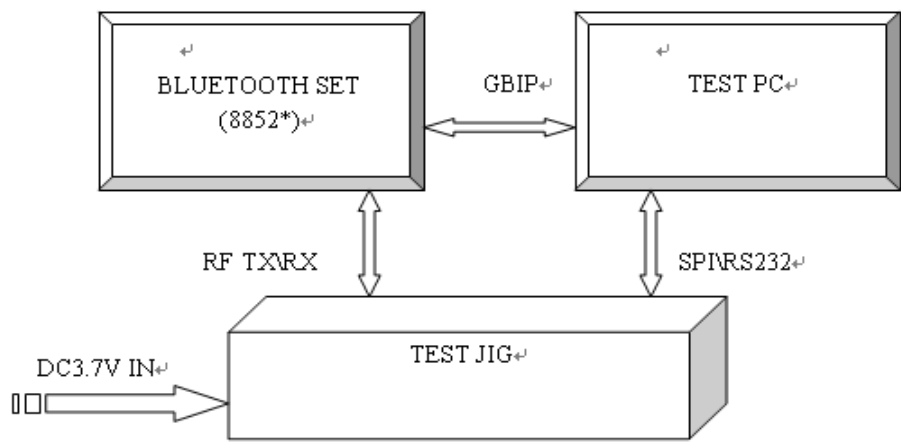 BLUETOOTH SET
(8852*)
GBIP
TEST PC
RF TX\RX
SPI\RS232
TEST JIG
DC3.7V IN